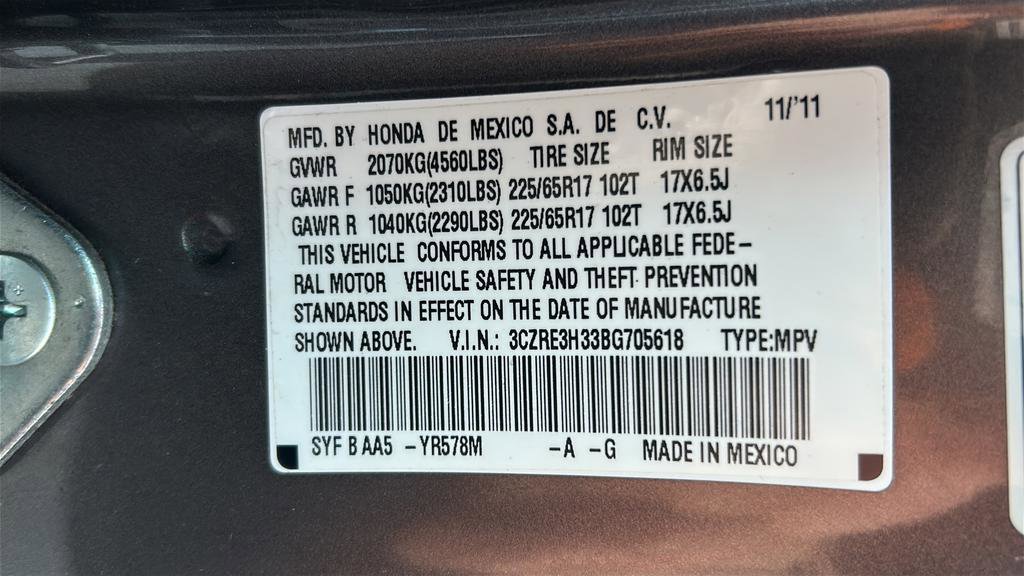 MFD. BY HONDA DE MEXICO S.A. DE C.V. 11/'11
GVWR 2070KG(4560LBS) TIRE SIZE RIM SIZE
GAWR F 1050KG(2310LBS) 225/65R17 102T 17X6.5J
GAWR R 1040KG(2290LBS) 225/65R17 102T 17X6.5J
THIS VEHICLE CONFORMS TO ALL APPLICABLE FEDE-
RAL MOTOR VEHICLE SAFETY AND THEFT PREVENTION
STANDARDS IN EFFECT ON THE DATE OF MANUFACTURE
SHOWN ABOVE. V.I.N.: 3CZRE3H33BG705618 TYPE:MPV
SYF B AA5 -YR578M -A -G MADE IN MEXICO